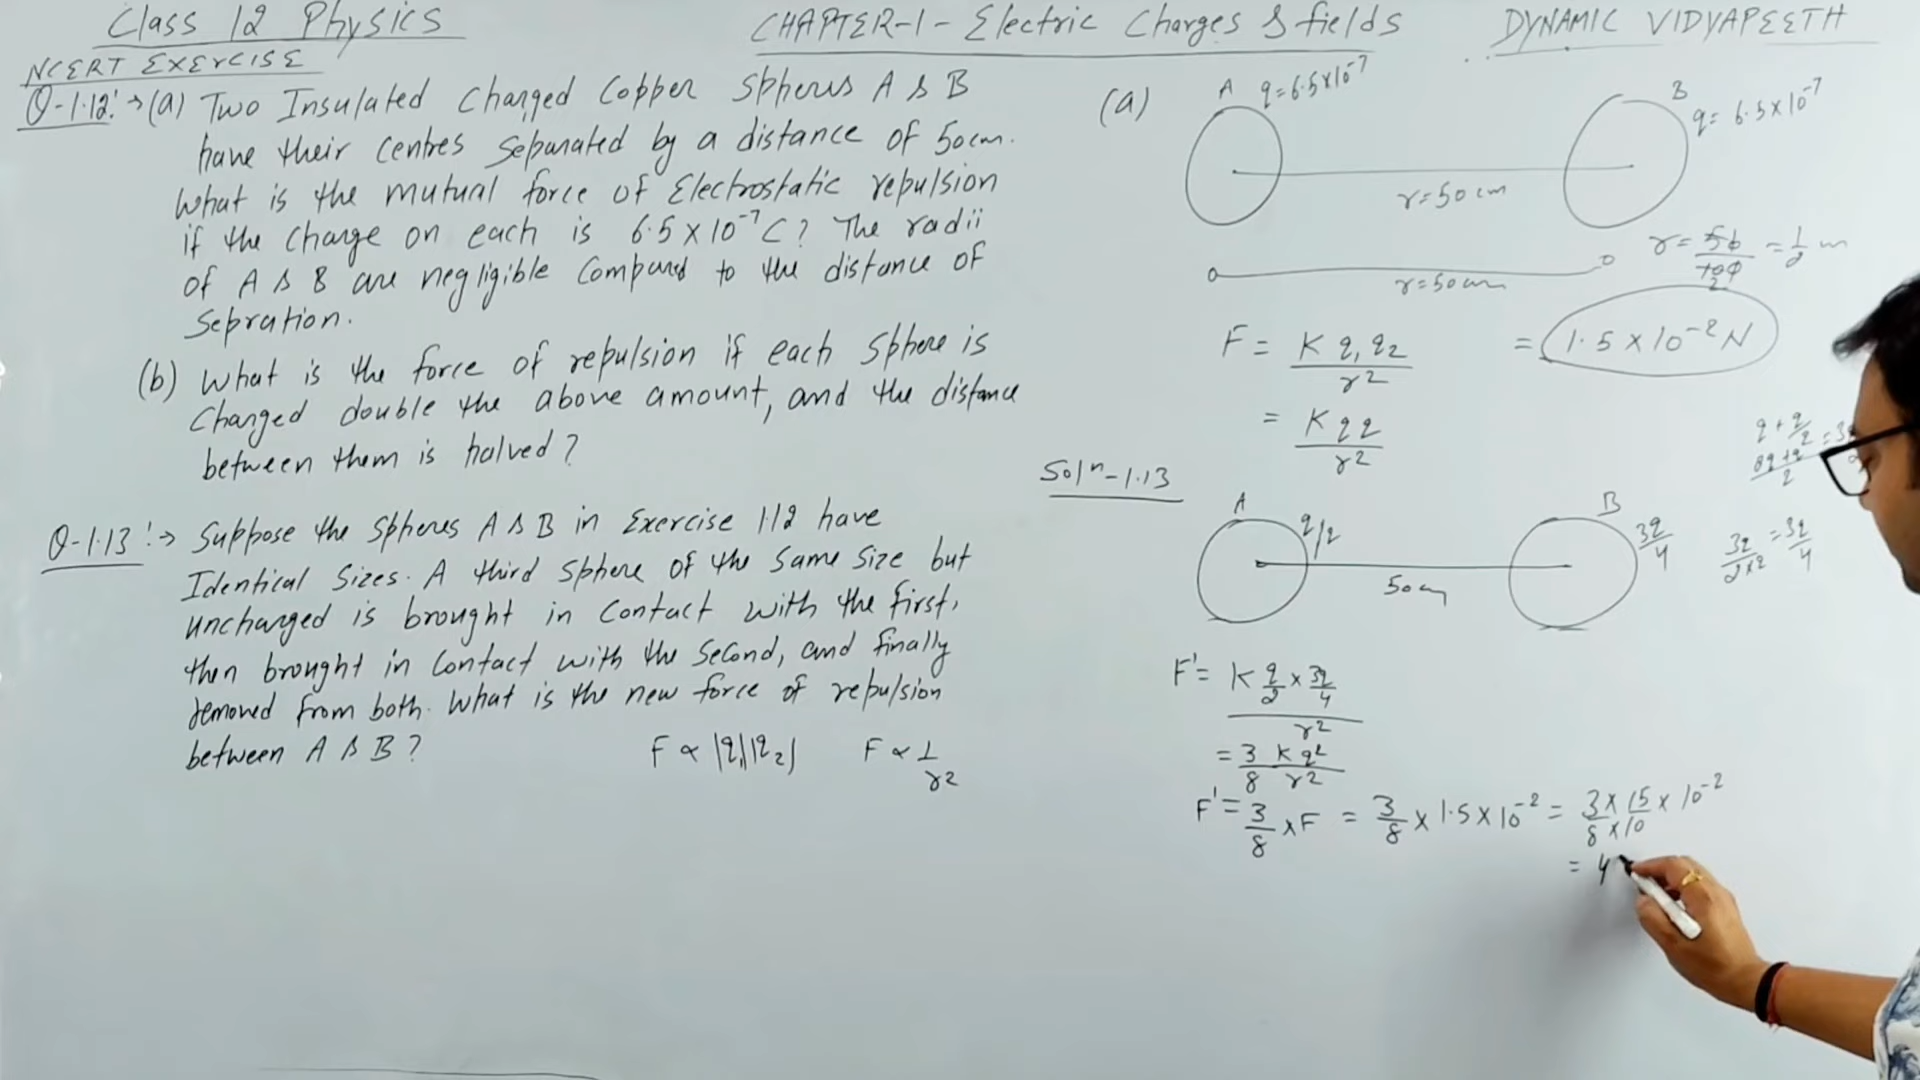 Class 12 Physics
CHAPTER-1 - Electric Charges & fields
DYNAMIC VIDYAPEETH
NCERT EXERCISE
Q-1.12:→ (a) Two Insulated Charged Copper Spheres A & B
have their Centres Separated by a distance of 50cm.
What is the mutual force of Electrostatic repulsion
if the Charge on each is 6.5 x 10⁻⁷ C? The radii
of A & B are negligible Compared to the distance of
Sepration.
(b) What is the force of repulsion if each Sphere is
Charged double the above amount, and the distance
between them is halved?
Q-1.13:→ Suppose the Spheres A & B in Exercise 1.12 have
Identical Sizes. A third Sphere of the Same Size but
uncharged is brought in Contact with the first,
then brought in Contact with the Second, and finally
removed from both. What is the new force of repulsion
between A & B?
F ∝ |q₁||q₂| F ∝ 1/r²
(a)
A q=6.5x10⁻⁷
B q= 6.5x10⁻⁷
r=50cm
r=50cm
r = 50/100 = 1/2 m
F = K q₁ q₂ / r² = 1.5 x 10⁻² N
= K q q / r²
Solⁿ-1.13
A q/2
B 3q/4
50cm
3q/2x2 = 3q/4
F' = K q/2 x 3q/4 / r²
= 3/8 K q² / r²
F' = 3/8 x F = 3/8 x 1.5 x 10⁻² = 3 x 15 x 10⁻² / 8 x 10
= 4